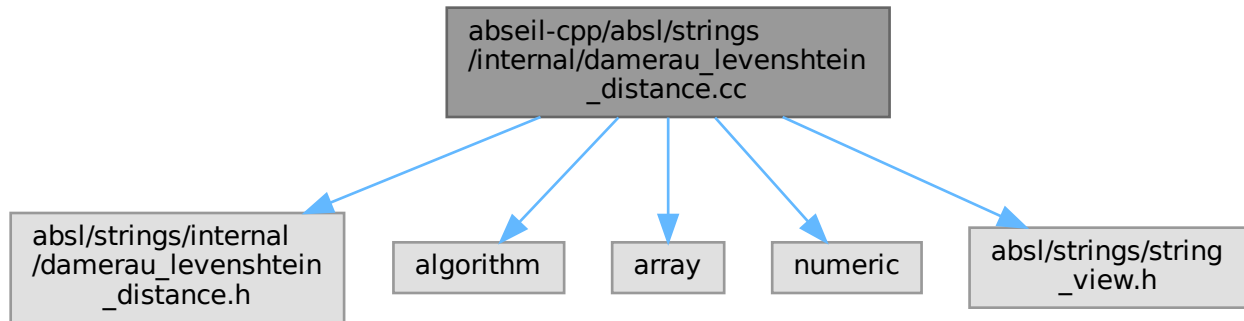 abseil-cpp/absl/strings
/internal/damerau_levenshtein
_distance.cc
absl/strings/internal
/damerau_levenshtein
_distance.h
algorithm
array
numeric
absl/strings/string
_view.h